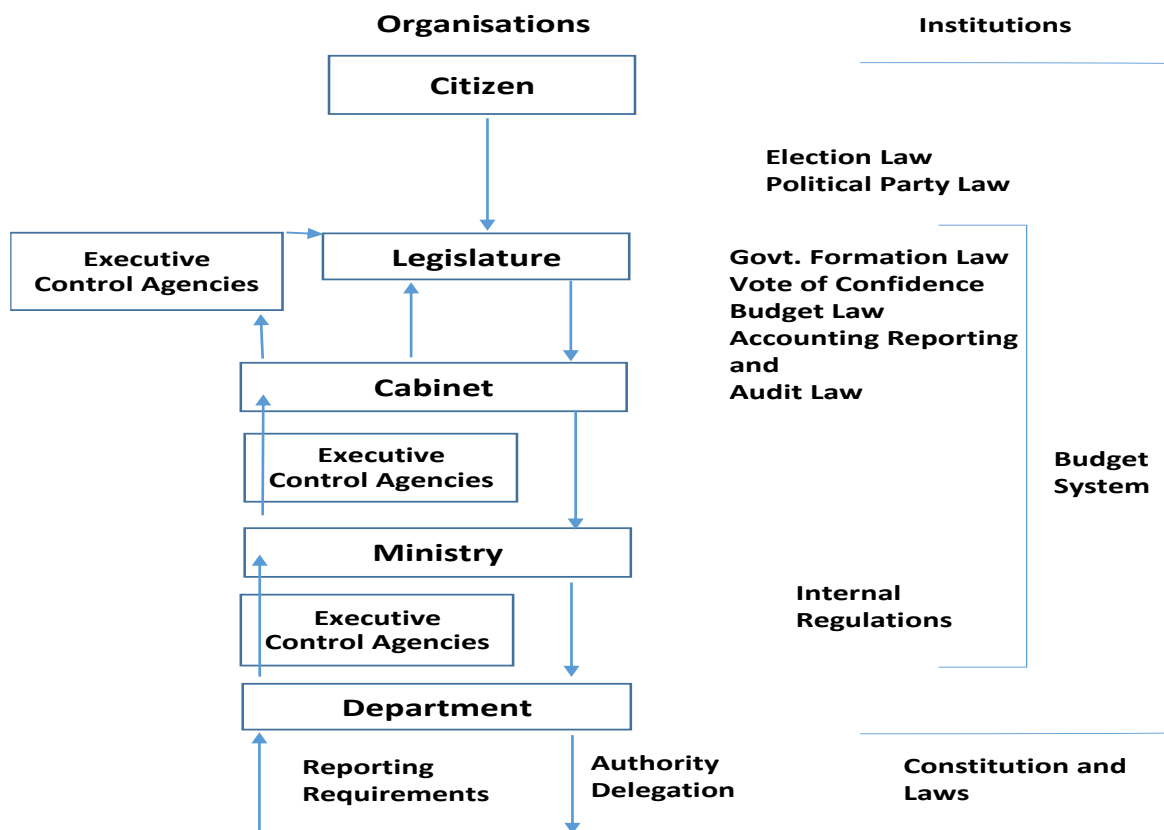 Organisations
Institutions
Citizen
Election Law
Political Party Law
Executive
Control Agencies
Legislature
Govt. Formation Law
Vote of Confidence
Budget Law
Accounting Reporting
and
Audit Law
Cabinet
Executive
Control Agencies
Budget
System
Ministry
Internal
Regulations
Executive
Control Agencies
Department
Reporting
Requirements
Authority
Delegation
Constitution and
Laws